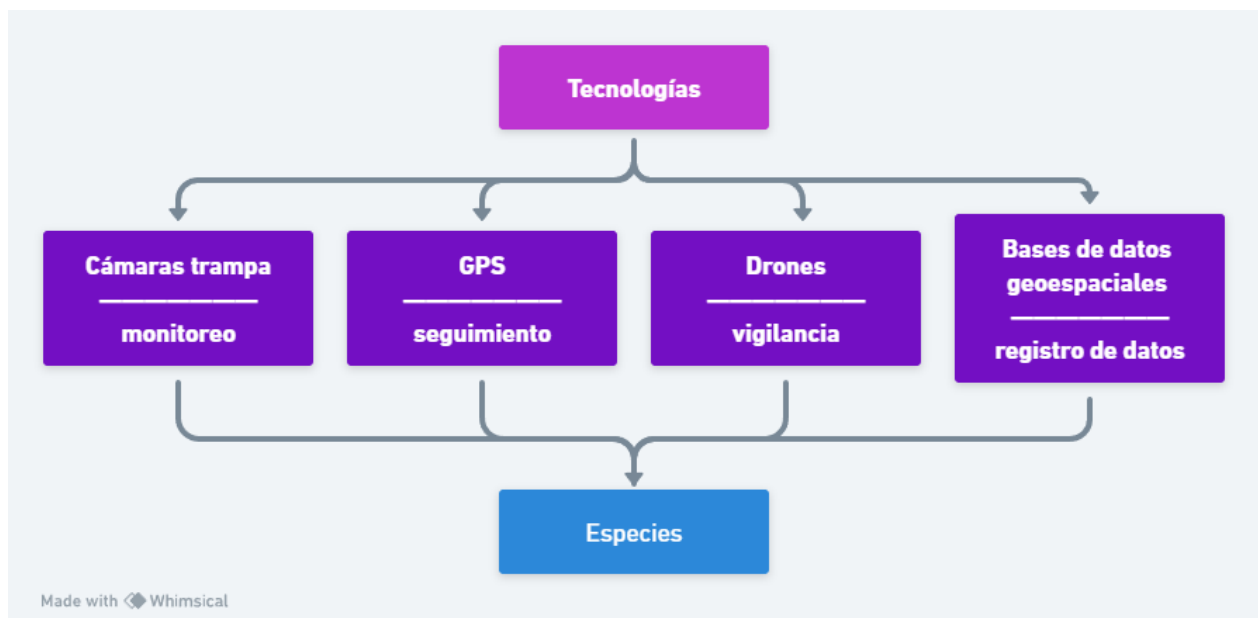 Tecnologías
Cámaras trampa
monitoreo
GPS
seguimiento
Drones
vigilancia
Bases de datos
geoespaciales
registro de datos
Especies
Made with Whimsical